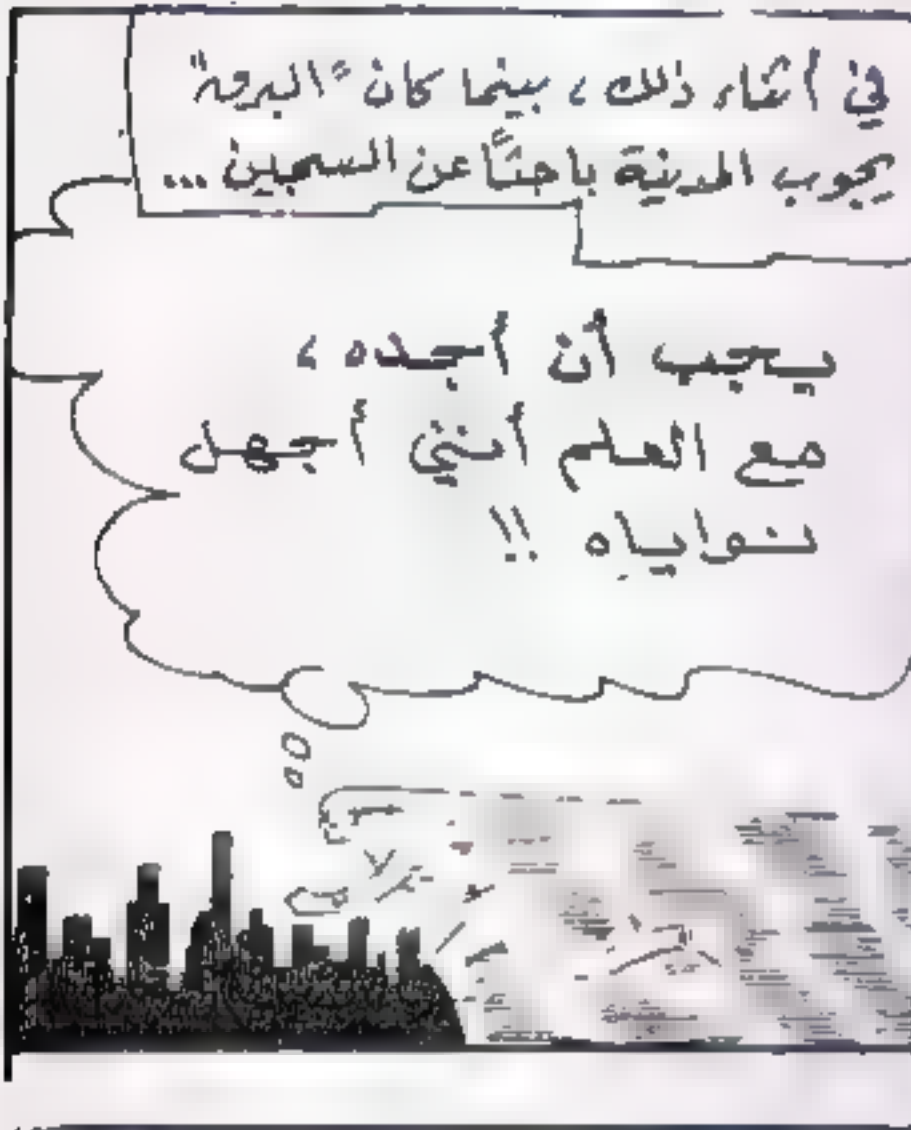 في أثناء ذلك، بينما كان "البرق"
يجوب المدينة باحثاً عن السجين ...
يجب أن أجده،
مع العلم أنني أجهل
نواياه !!